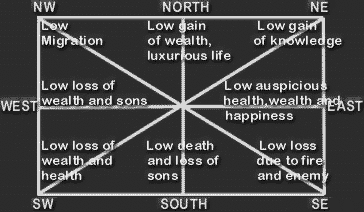 NW NORTH NE
Low
Migration
Low gain
of wealth,
luxurious life
Low gain
of knowledge
WEST
Low loss of
wealth and sons
Low auspicious
health,wealth and
happiness
EAST
Low loss of
wealth and
health
Low death
and loss of
sons
Low loss
due to fire
and enemy
SW SOUTH SE